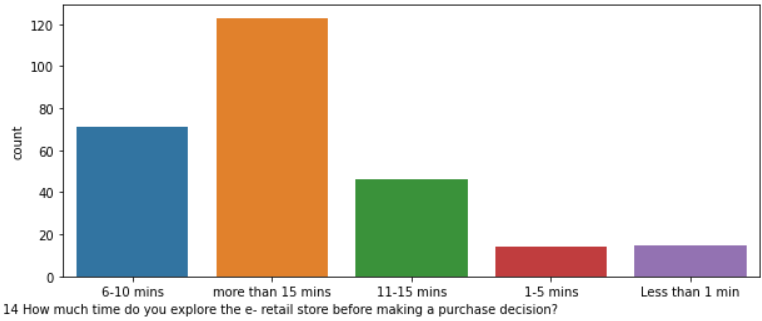 120
100
80
60
40
20
0
count
6-10 mins more than 15 mins 11-15 mins 1-5 mins Less than 1 min
14 How much time do you explore the e- retail store before making a purchase decision?